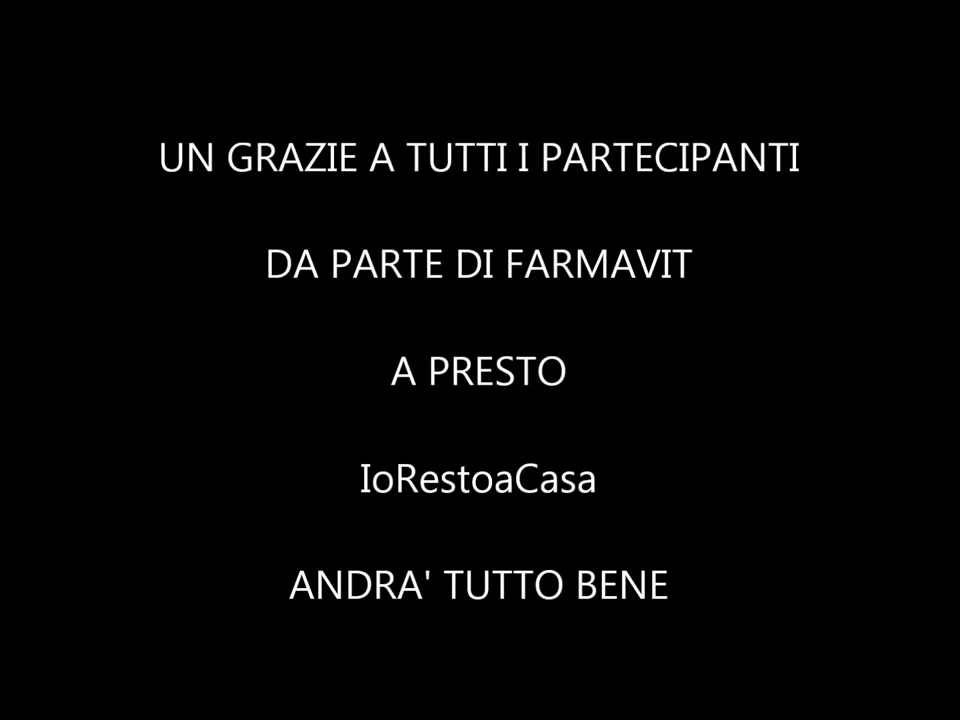 UN GRAZIE A TUTTI I PARTECIPANTI
DA PARTE DI FARMAVIT
A PRESTO
IoRestoaCasa
ANDRA' TUTTO BENE